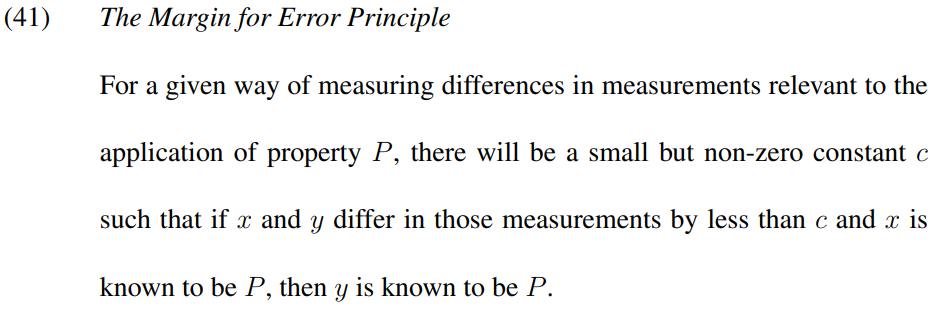 (41) The Margin for Error Principle
For a given way of measuring differences in measurements relevant to the
application of property P, there will be a small but non-zero constant c
such that if x and y differ in those measurements by less than c and x is
known to be P, then y is known to be P.